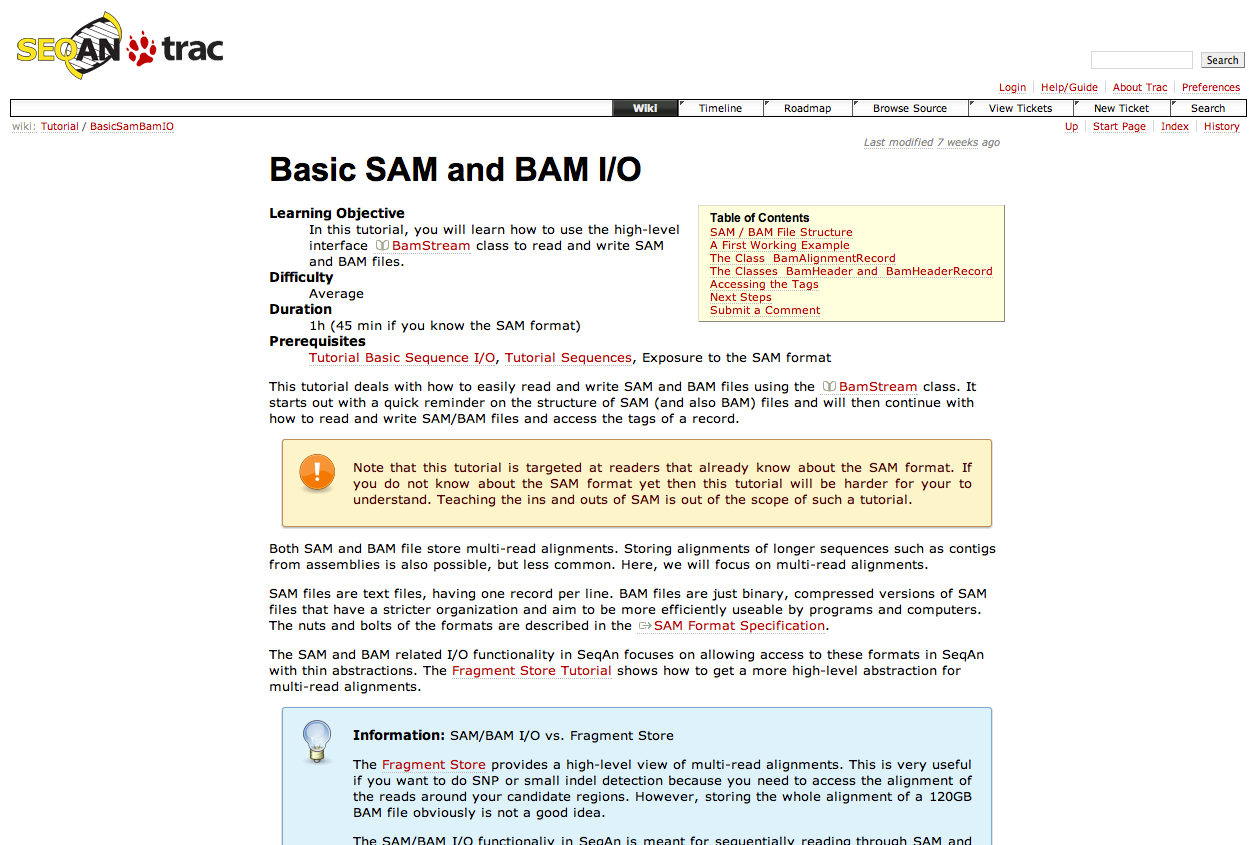 SEQAN trac
Search
Login Help/Guide About Trac Preferences
Wiki Timeline Roadmap Browse Source View Tickets New Ticket Search
wiki: Tutorial / BasicSamBamIO
Up Start Page Index History
Last modified 7 weeks ago
Basic SAM and BAM I/O
Learning Objective
In this tutorial, you will learn how to use the high-level
interface BamStream class to read and write SAM
and BAM files.
Difficulty
Average
Duration
1h (45 min if you know the SAM format)
Prerequisites
Tutorial Basic Sequence I/O, Tutorial Sequences, Exposure to the SAM format
Table of Contents
SAM / BAM File Structure
A First Working Example
The Class BamAlignmentRecord
The Classes BamHeader and BamHeaderRecord
Accessing the Tags
Next Steps
Submit a Comment
This tutorial deals with how to easily read and write SAM and BAM files using the BamStream class. It
starts out with a quick reminder on the structure of SAM (and also BAM) files and will then continue with
how to read and write SAM/BAM files and access the tags of a record.
Note that this tutorial is targeted at readers that already know about the SAM format. If
you do not know about the SAM format yet then this tutorial will be harder for your to
understand. Teaching the ins and outs of SAM is out of the scope of such a tutorial.
Both SAM and BAM file store multi-read alignments. Storing alignments of longer sequences such as contigs
from assemblies is also possible, but less common. Here, we will focus on multi-read alignments.
SAM files are text files, having one record per line. BAM files are just binary, compressed versions of SAM
files that have a stricter organization and aim to be more efficiently useable by programs and computers.
The nuts and bolts of the formats are described in the SAM Format Specification.
The SAM and BAM related I/O functionality in SeqAn focuses on allowing access to these formats in SeqAn
with thin abstractions. The Fragment Store Tutorial shows how to get a more high-level abstraction for
multi-read alignments.
Information: SAM/BAM I/O vs. Fragment Store
The Fragment Store provides a high-level view of multi-read alignments. This is very useful
if you want to do SNP or small indel detection because you need to access the alignment of
the reads around your candidate regions. However, storing the whole alignment of a 120GB
BAM file obviously is not a good idea.
The SAM/BAM I/O functionaliy in SeqAn is meant for sequentially reading through SAM and